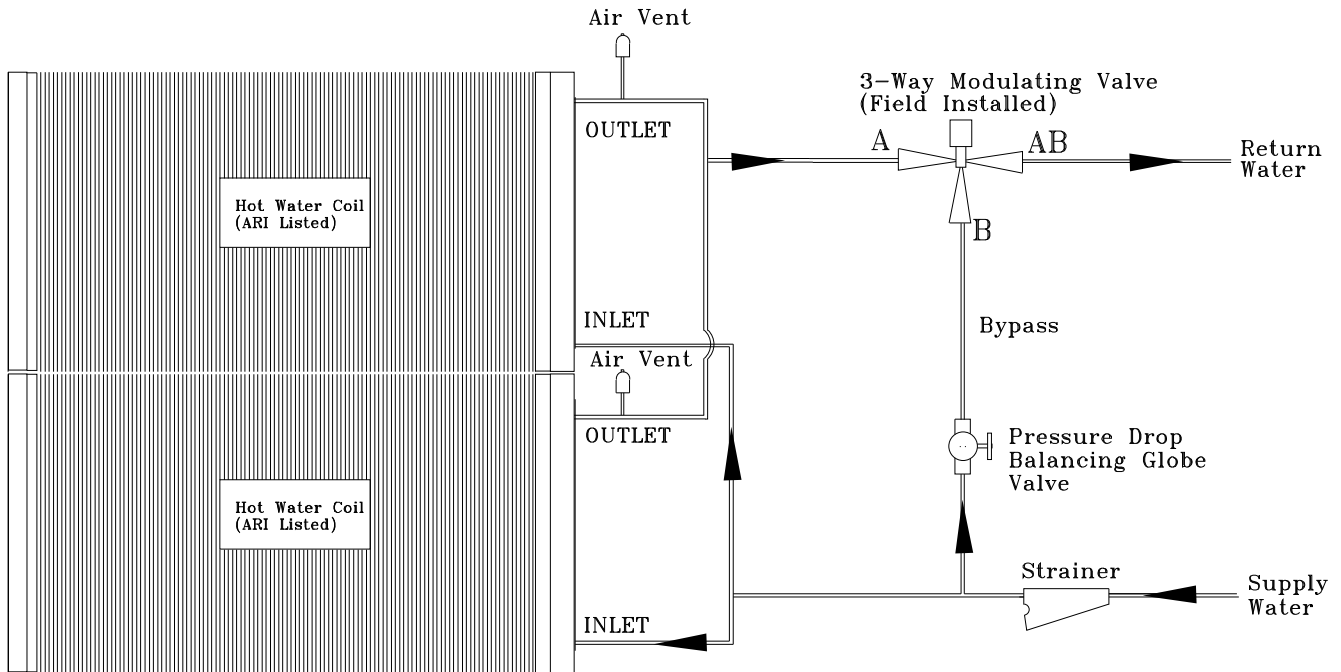 Air Vent
3-Way Modulating Valve
(Field Installed)
OUTLET
A
AB
Return
Water
Hot Water Coil
(ARI Listed)
B
INLET
Bypass
Air Vent
OUTLET
Pressure Drop
Balancing Globe
Valve
Hot Water Coil
(ARI Listed)
Strainer
Supply
Water
INLET